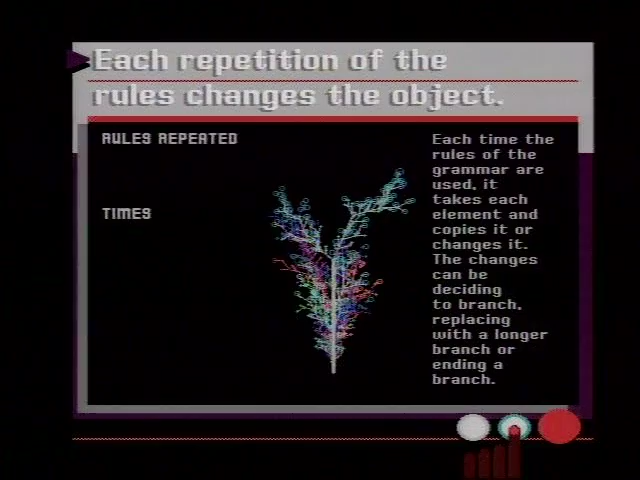 Each repetition of the
rules changes the object.
RULES REPEATED
TIMES
Each time the
rules of the
grammar are
used, it
takes each
element and
copies it or
changes it.
The changes
can be
deciding
to branch,
replacing
with a longer
branch or
ending a
branch.